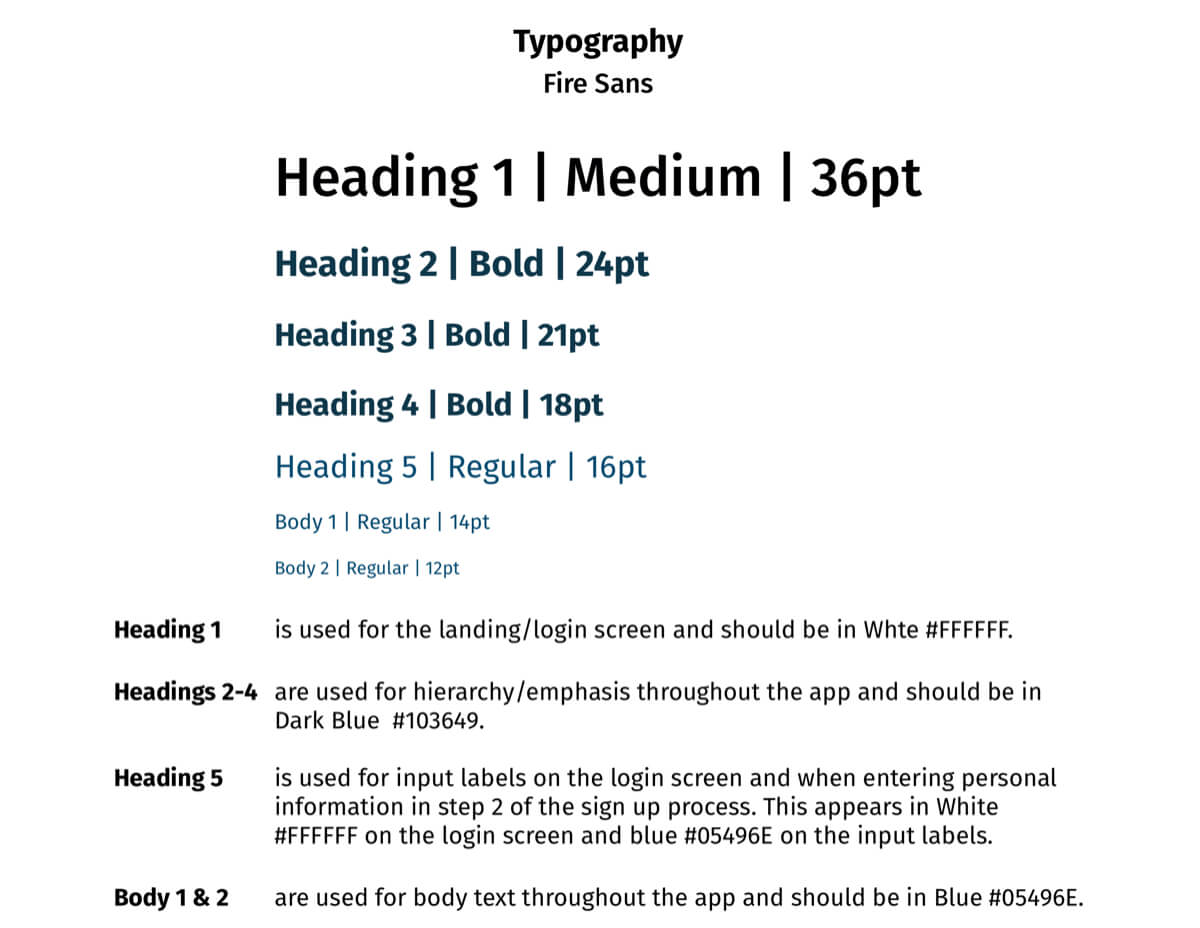 Typography
Fire Sans
Heading 1 | Medium | 36pt
Heading 2 | Bold | 24pt
Heading 3 | Bold | 21pt
Heading 4 | Bold | 18pt
Heading 5 | Regular | 16pt
Body 1 | Regular | 14pt
Body 2 | Regular | 12pt
Heading 1 is used for the landing/login screen and should be in Whte #FFFFFF.
Headings 2-4 are used for hierarchy/emphasis throughout the app and should be in
Dark Blue #103649.
Heading 5 is used for input labels on the login screen and when entering personal
information in step 2 of the sign up process. This appears in White
#FFFFFF on the login screen and blue #05496E on the input labels.
Body 1 & 2 are used for body text throughout the app and should be in Blue #05496E.